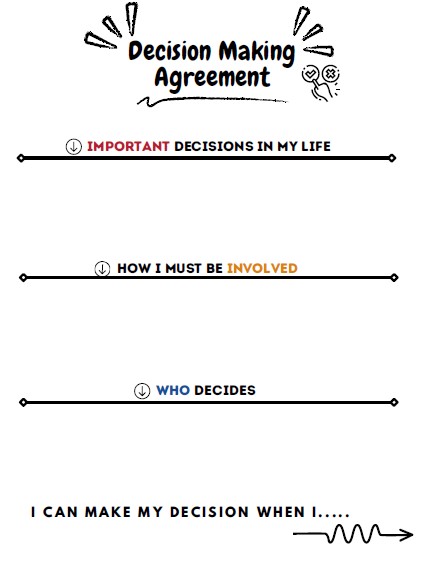 Decision Making
Agreement
IMPORTANT DECISIONS IN MY LIFE
HOW I MUST BE INVOLVED
WHO DECIDES
I CAN MAKE MY DECISION WHEN I.....